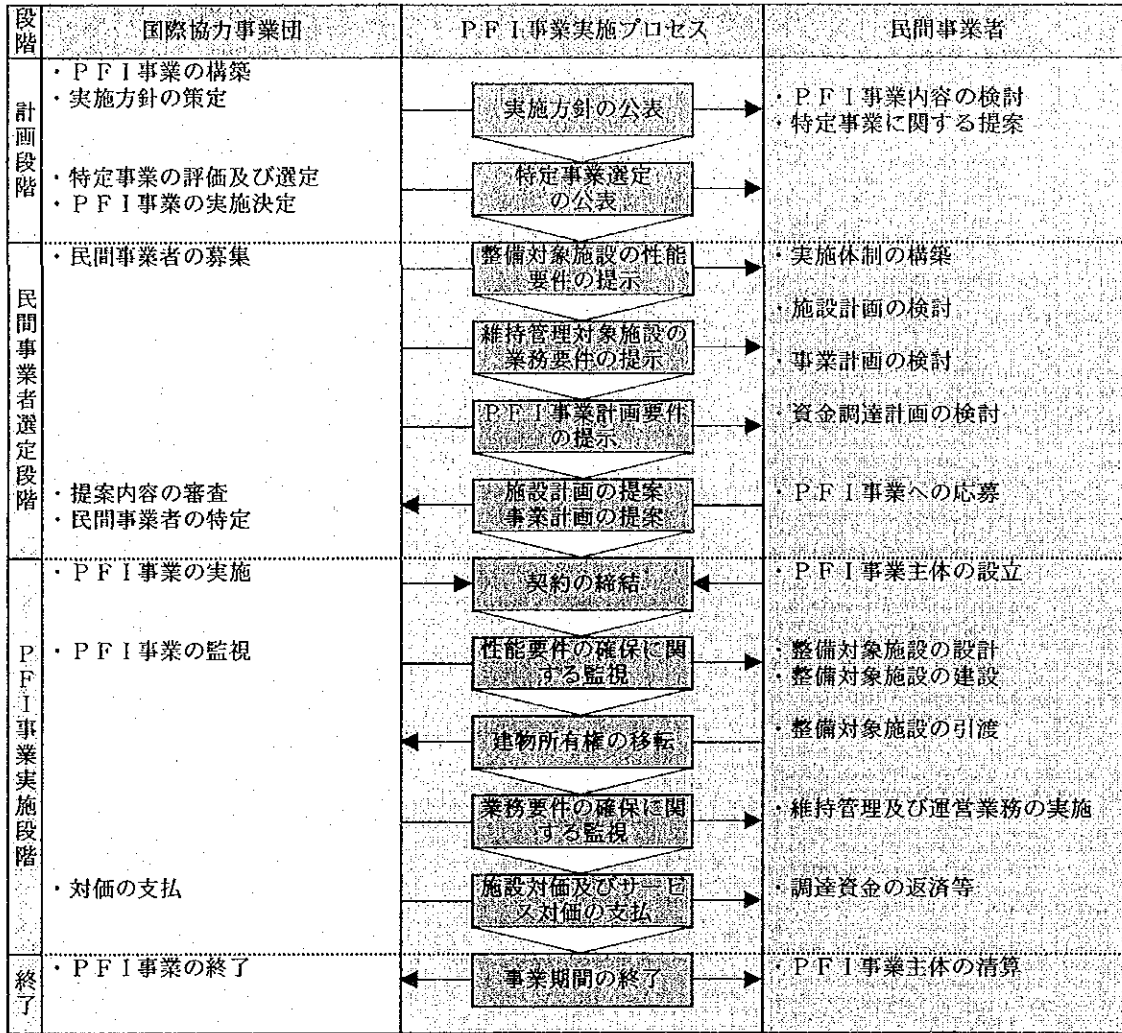 段階
国際協力事業団
PFI事業実施プロセス
民間事業者
計画段階
・PFI事業の構築
・実施方針の策定
実施方針の公表
・PFI事業内容の検討
・特定事業に関する提案
・特定事業の評価及び選定
・PFI事業の実施決定
特定事業選定
の公表
民間事業者選定段階
・民間事業者の募集
整備対象施設の性能
要件の提示
・実施体制の構築
・施設計画の検討
維持管理対象施設の
業務要件の提示
・事業計画の検討
PFI事業計画要件
の提示
・資金調達計画の検討
・提案内容の審査
・民間事業者の特定
施設計画の提案
事業計画の提案
・PFI事業への応募
PFI事業実施段階
・PFI事業の実施
契約の締結
・PFI事業主体の設立
・PFI事業の監視
性能要件の確保に関
する監視
・整備対象施設の設計
・整備対象施設の建設
建物所有権の移転
・整備対象施設の引渡
業務要件の確保に関
する監視
・維持管理及び運営業務の実施
・対価の支払
施設対価及びサービ
ス対価の支払
・調達資金の返済等
終了
・PFI事業の終了
事業期間の終了
・PFI事業主体の清算